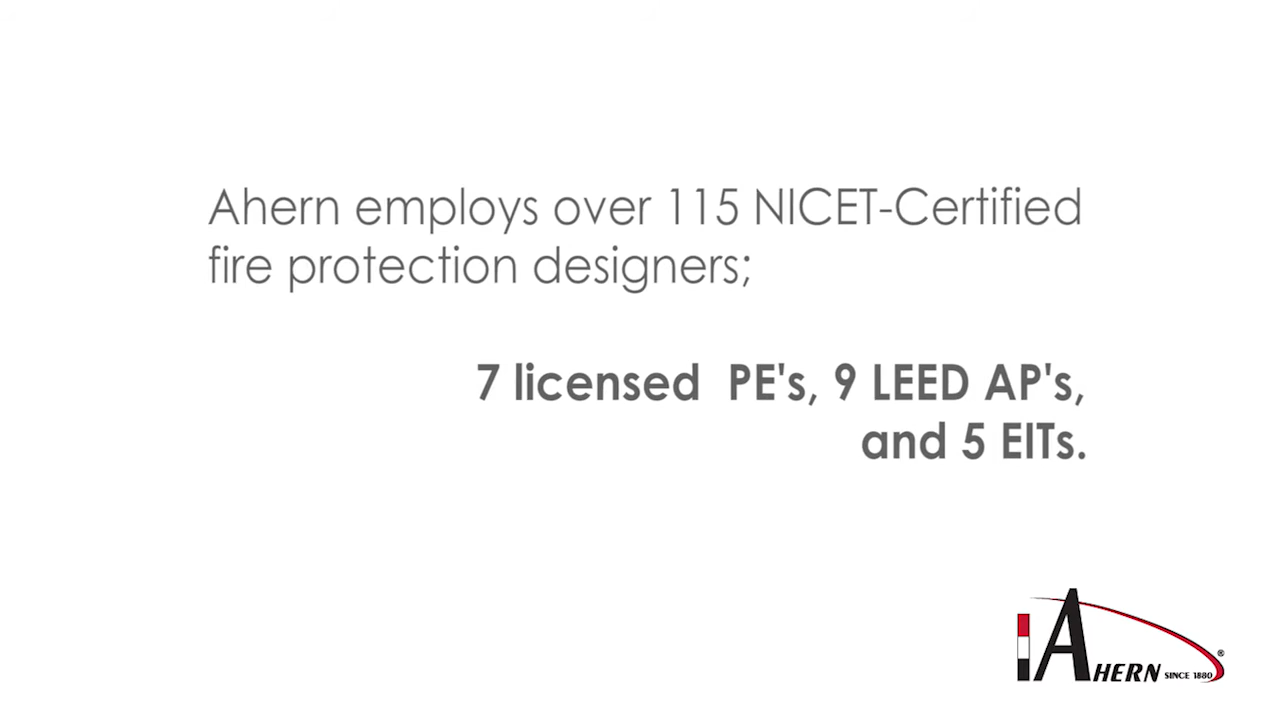 Ahern employs over 115 NICET-Certified
fire protection designers;
7 licensed  PE's, 9 LEED AP's,
and 5 EITs.
AHERN SINCE 1880 ®